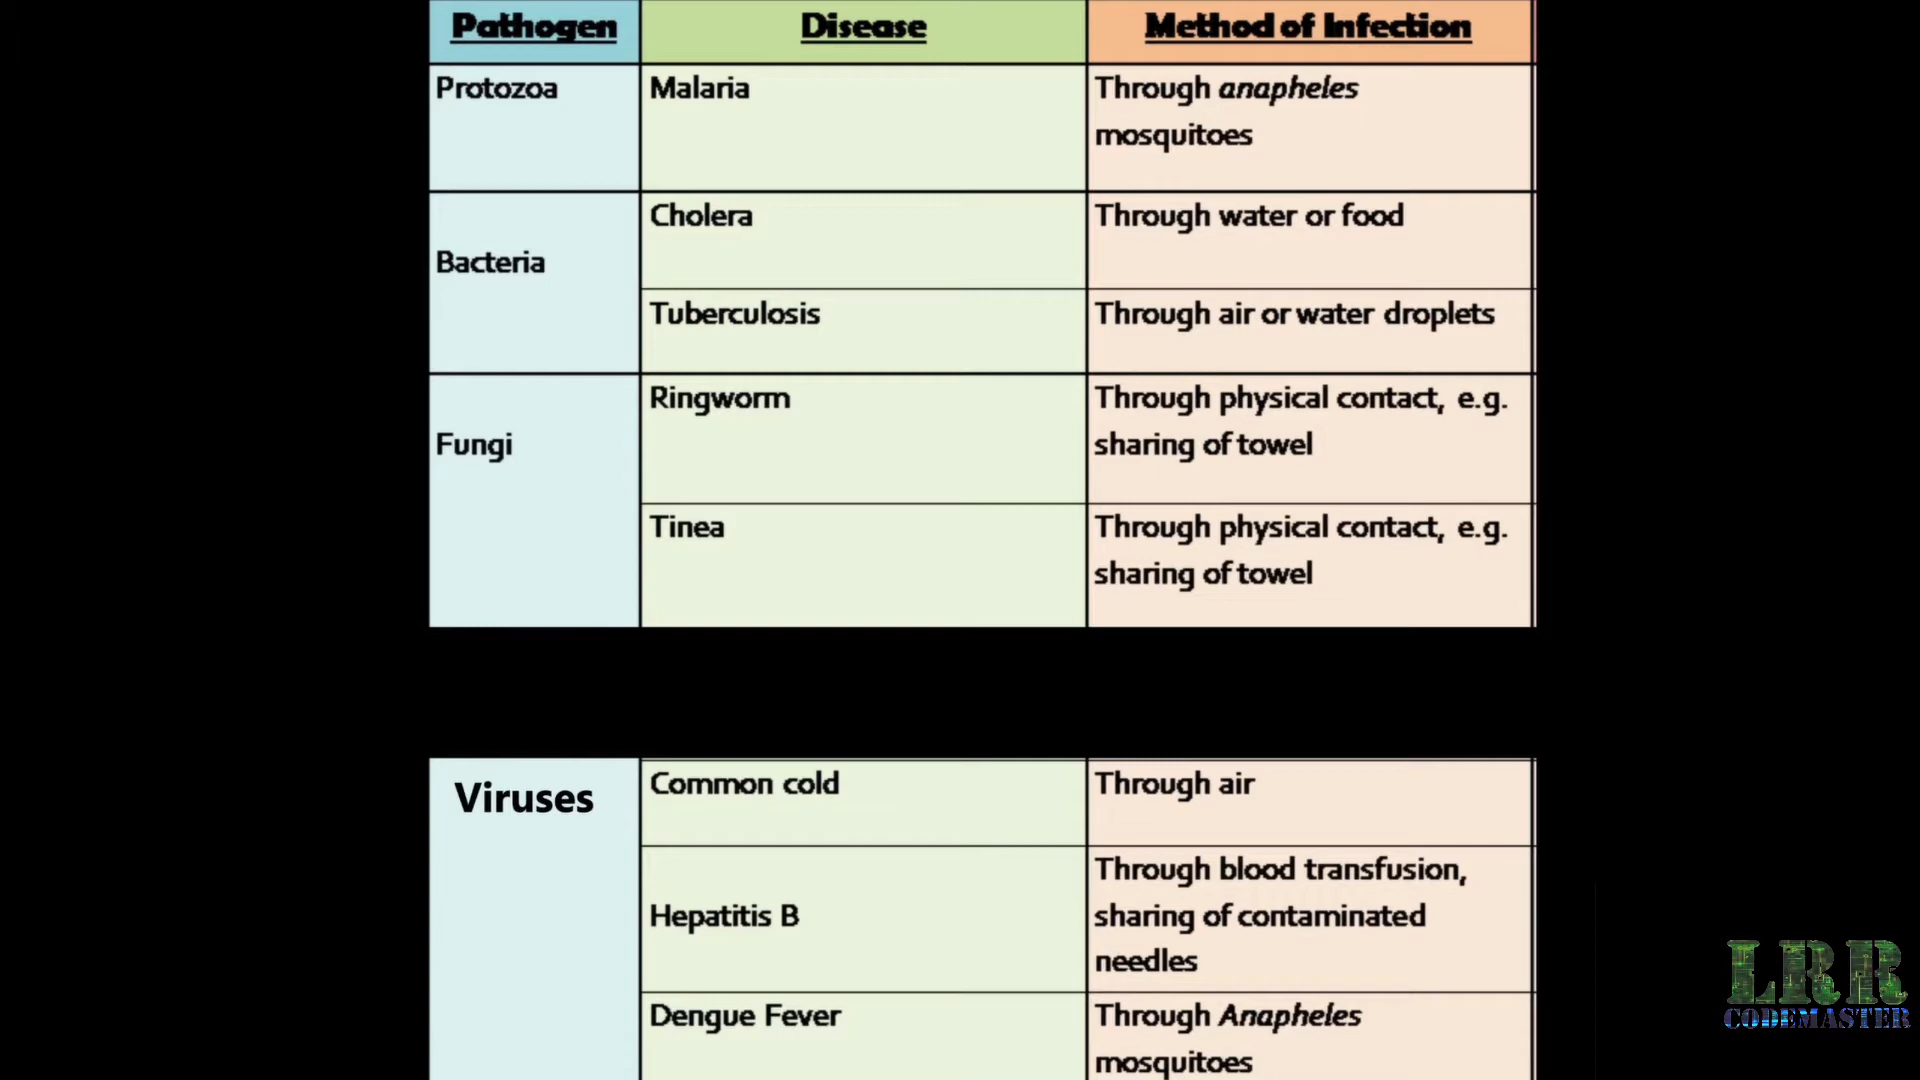 Pathogen Disease Method of Infection
Protozoa Malaria Through anapheles
mosquitoes
Cholera Through water or food
Bacteria
Tuberculosis Through air or water droplets
Ringworm Through physical contact, e.g.
Fungi sharing of towel
Tinea Through physical contact, e.g.
sharing of towel
Viruses Common cold Through air
Through blood transfusion,
Hepatitis B sharing of contaminated
needles
Dengue Fever Through Anapheles
mosquitoes
LRR
CODEMASTER